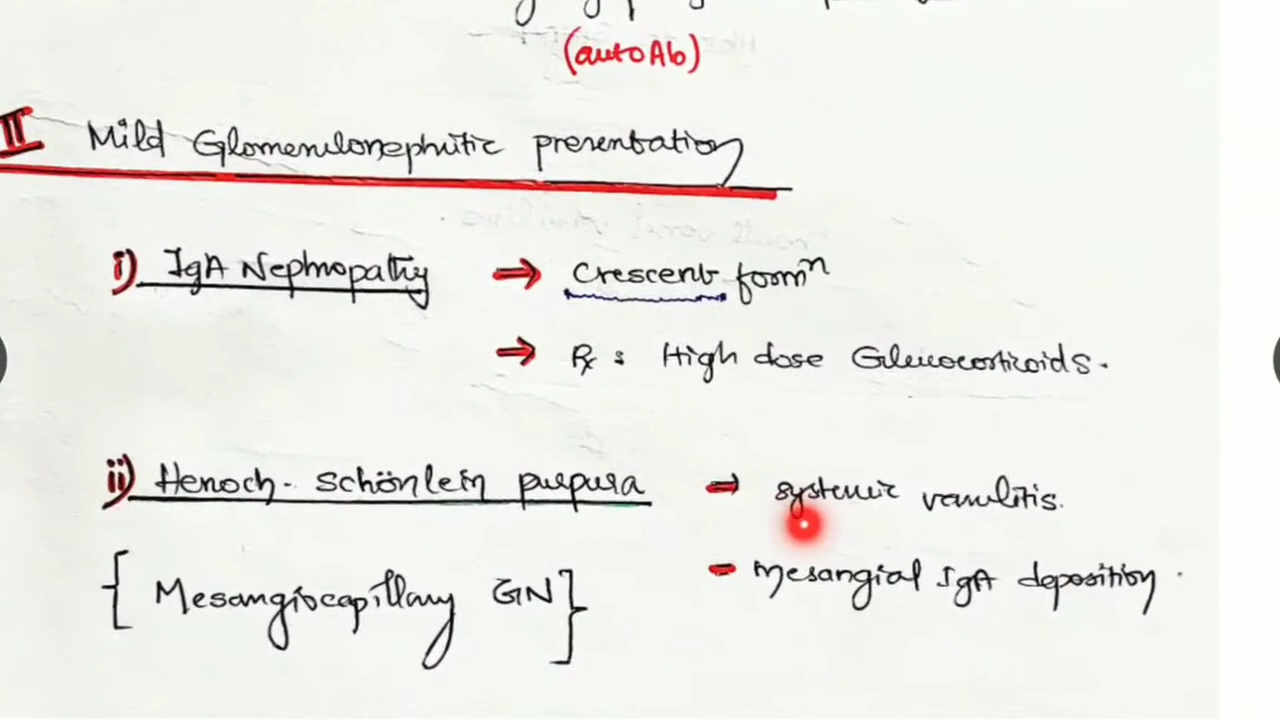 (autoAb)
II Mild Glomerulonephritic presentation
i) IgA Nephropathy → Crescent formⁿ
→ Rx : High dose Glucocorticoids.
ii) Henoch-Schönlein purpura → systemic vasculitis.
{ Mesangiocapillary GN }
- Mesangial IgA deposition.